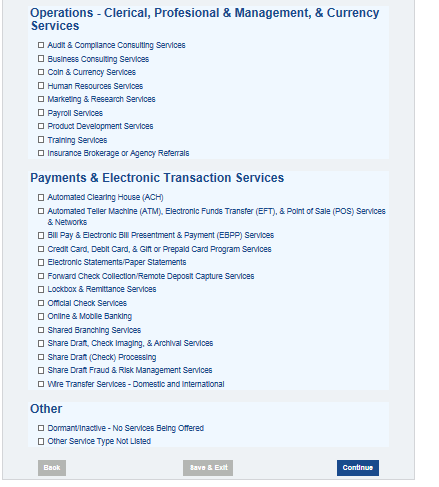 Operations - Clerical, Profesional & Management, & Currency
Services
Audit & Compliance Consulting Services
Business Consulting Services
Coin & Currency Services
Human Resources Services
Marketing & Research Services
Payroll Services
Product Development Services
Training Services
Insurance Brokerage or Agency Referrals
Payments & Electronic Transaction Services
Automated Clearing House (ACH)
Automated Teller Machine (ATM), Electronic Funds Transfer (EFT), & Point of Sale (POS) Services
& Networks
Bill Pay & Electronic Bill Presentment & Payment (EBPP) Services
Credit Card, Debit Card, & Gift or Prepaid Card Program Services
Electronic Statements/Paper Statements
Forward Check Collection/Remote Deposit Capture Services
Lockbox & Remittance Services
Official Check Services
Online & Mobile Banking
Shared Branching Services
Share Draft, Check Imaging, & Archival Services
Share Draft (Check) Processing
Share Draft Fraud & Risk Management Services
Wire Transfer Services - Domestic and International
Other
Dormant/Inactive - No Services Being Offered
Other Service Type Not Listed
Back Save & Exit Continue